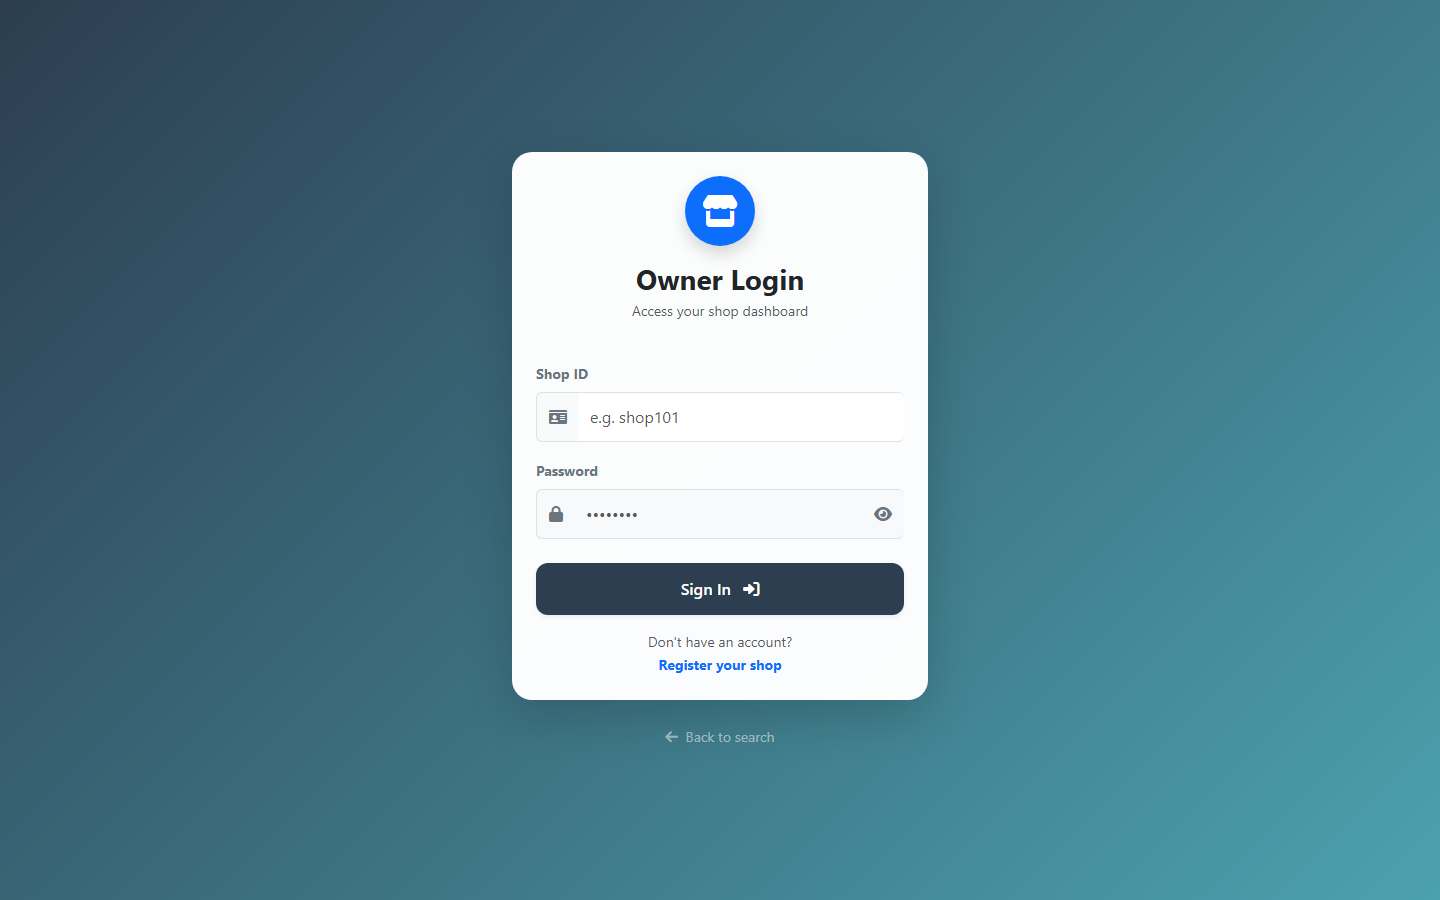 Owner Login
Access your shop dashboard
Shop ID
e.g. shop101
Password
••••••••
Sign In
Don't have an account?
Register your shop
Back to search